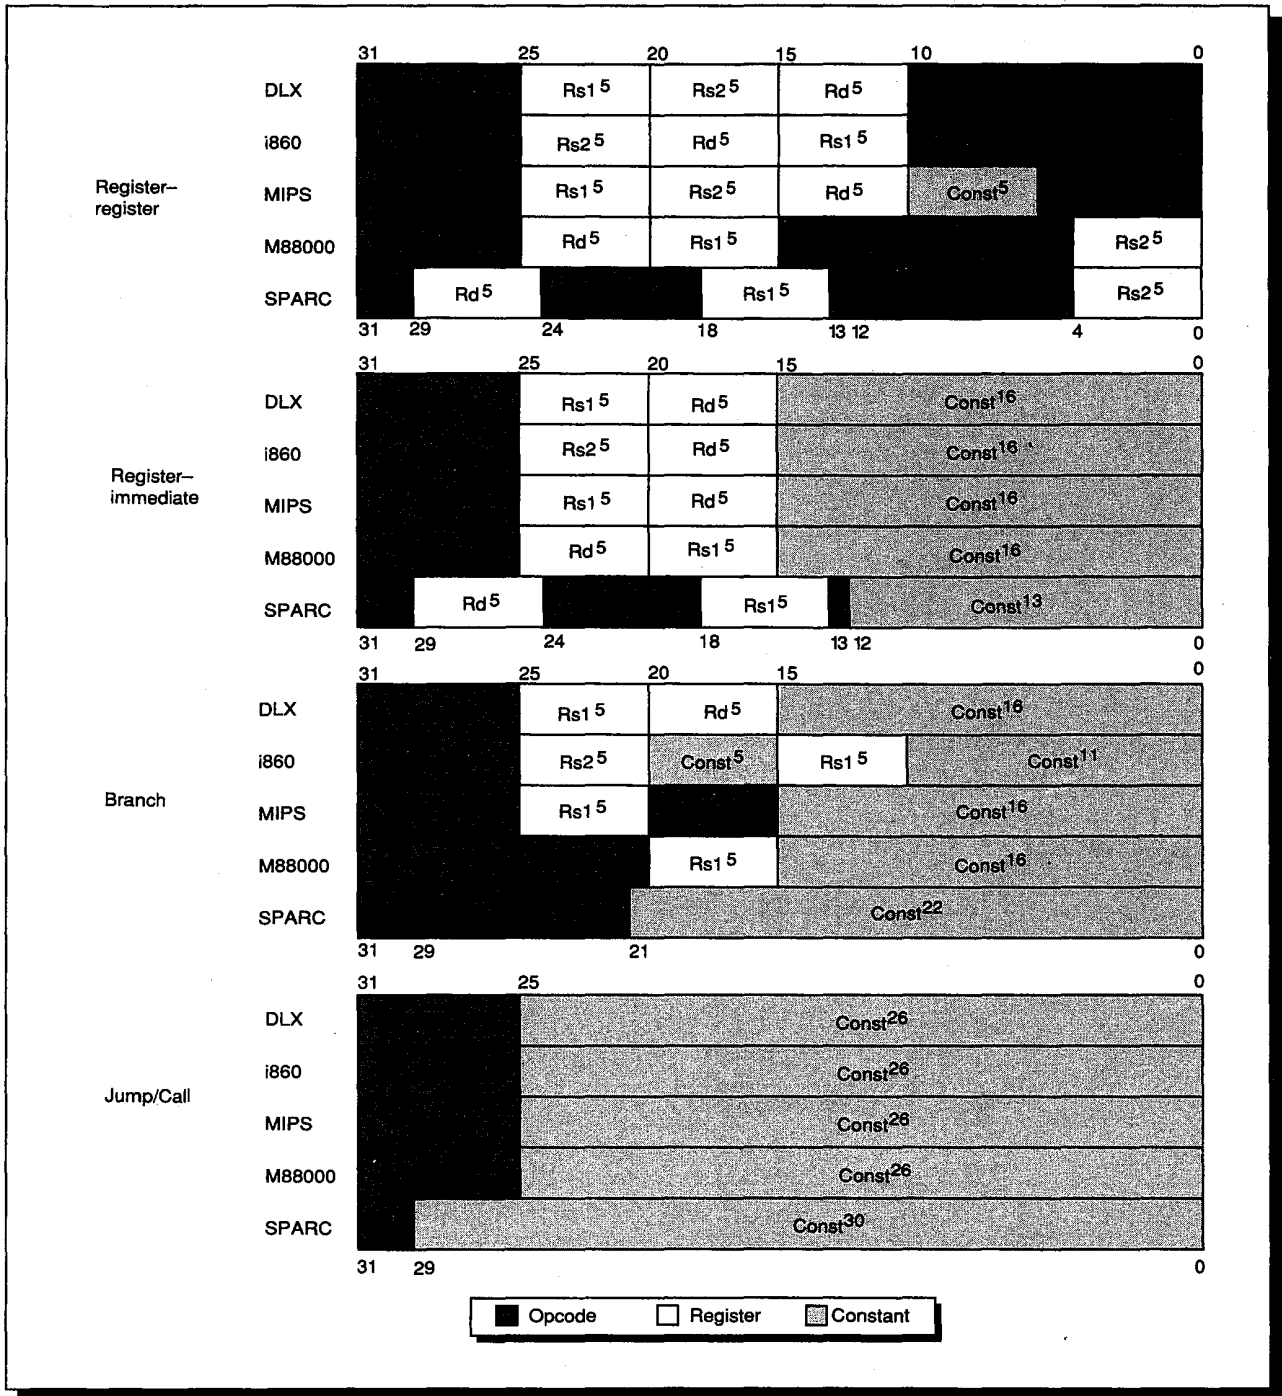 31 25 20 15 10 0
DLX Rs1 5 Rs2 5 Rd 5
i860 Rs2 5 Rd 5 Rs1 5
Register–
register
MIPS Rs1 5 Rs2 5 Rd 5 Const5
M88000 Rd 5 Rs1 5 Rs2 5
SPARC Rd 5 Rs1 5 Rs2 5
31 29 24 18 13 12 4 0
31 25 20 15 0
DLX Rs1 5 Rd 5 Const16
i860 Rs2 5 Rd 5 Const16
Register–
immediate
MIPS Rs1 5 Rd 5 Const16
M88000 Rd 5 Rs1 5 Const16
SPARC Rd 5 Rs1 5 Const13
31 29 24 18 13 12 0
31 25 20 15 0
DLX Rs1 5 Rd 5 Const16
i860 Rs2 5 Const5 Rs1 5 Const11
Branch
MIPS Rs1 5 Const16
M88000 Rs1 5 Const16
SPARC Const22
31 29 21 0
31 25 0
DLX Const26
i860 Const26
Jump/Call
MIPS Const26
M88000 Const26
SPARC Const30
31 29 0
Opcode Register Constant